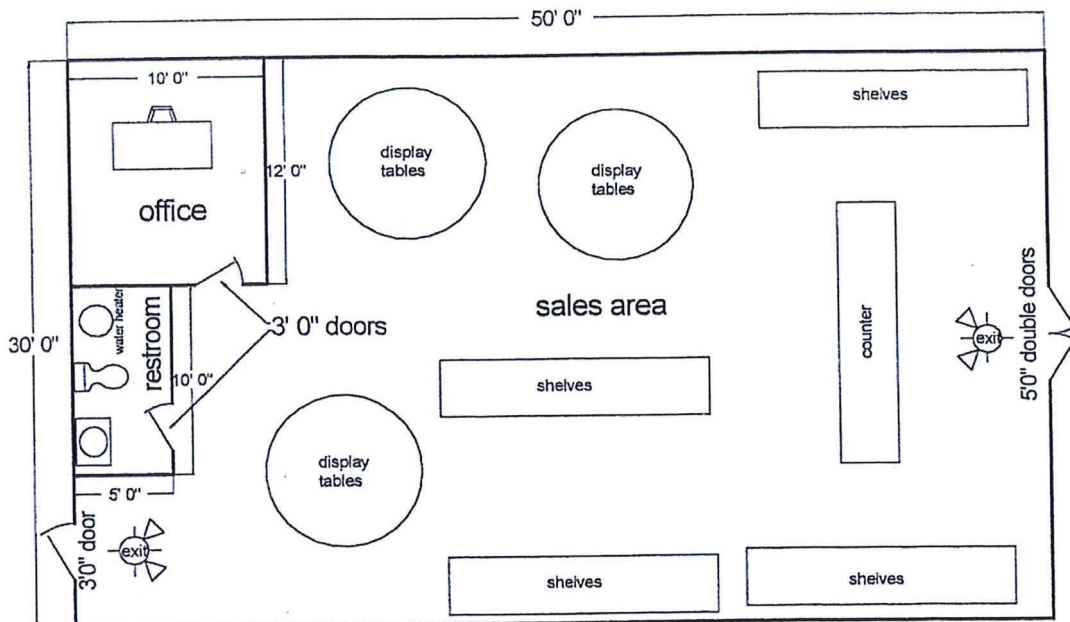 50' 0"
10' 0"
shelves
display
tables
display
tables
12' 0"
office
water heater
restroom
3' 0" doors
sales area
30' 0"
10' 0"
counter
exit
5'0" double doors
shelves
display
tables
5' 0"
3'0" door
exit
shelves
shelves